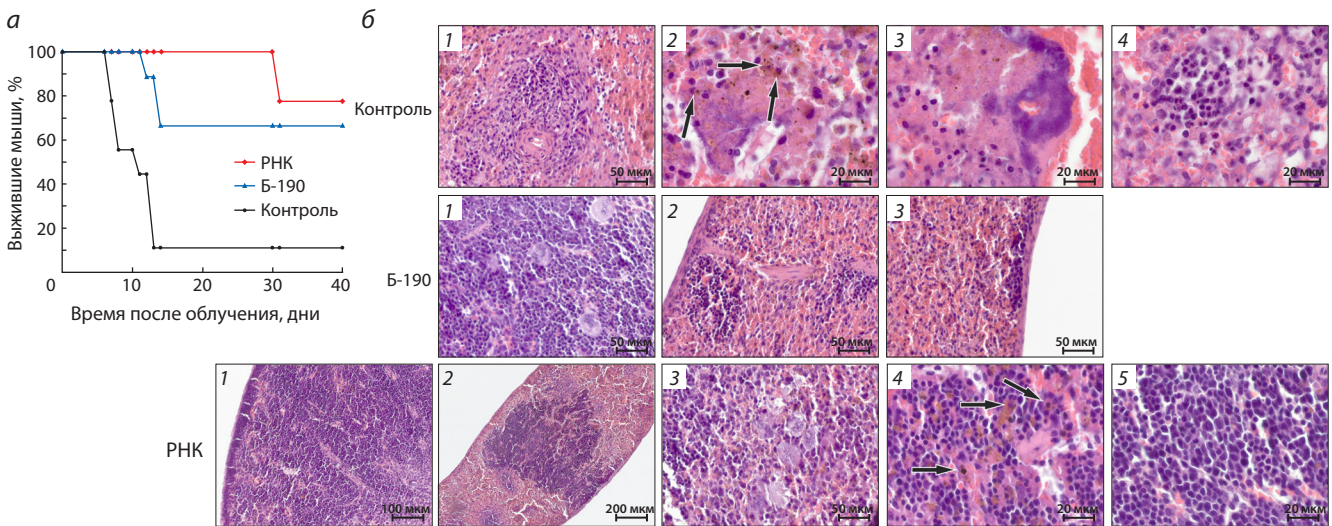 а
б
Выжившие мыши, %
100
80
60
40
20
0
10
20
30
40
Время после облучения, дни
РНК
Б-190
Контроль
Контроль
1
50 мкм
2
20 мкм
3
20 мкм
4
20 мкм
Б-190
1
50 мкм
2
50 мкм
3
50 мкм
РНК
1
100 мкм
2
200 мкм
3
50 мкм
4
20 мкм
5
20 мкм